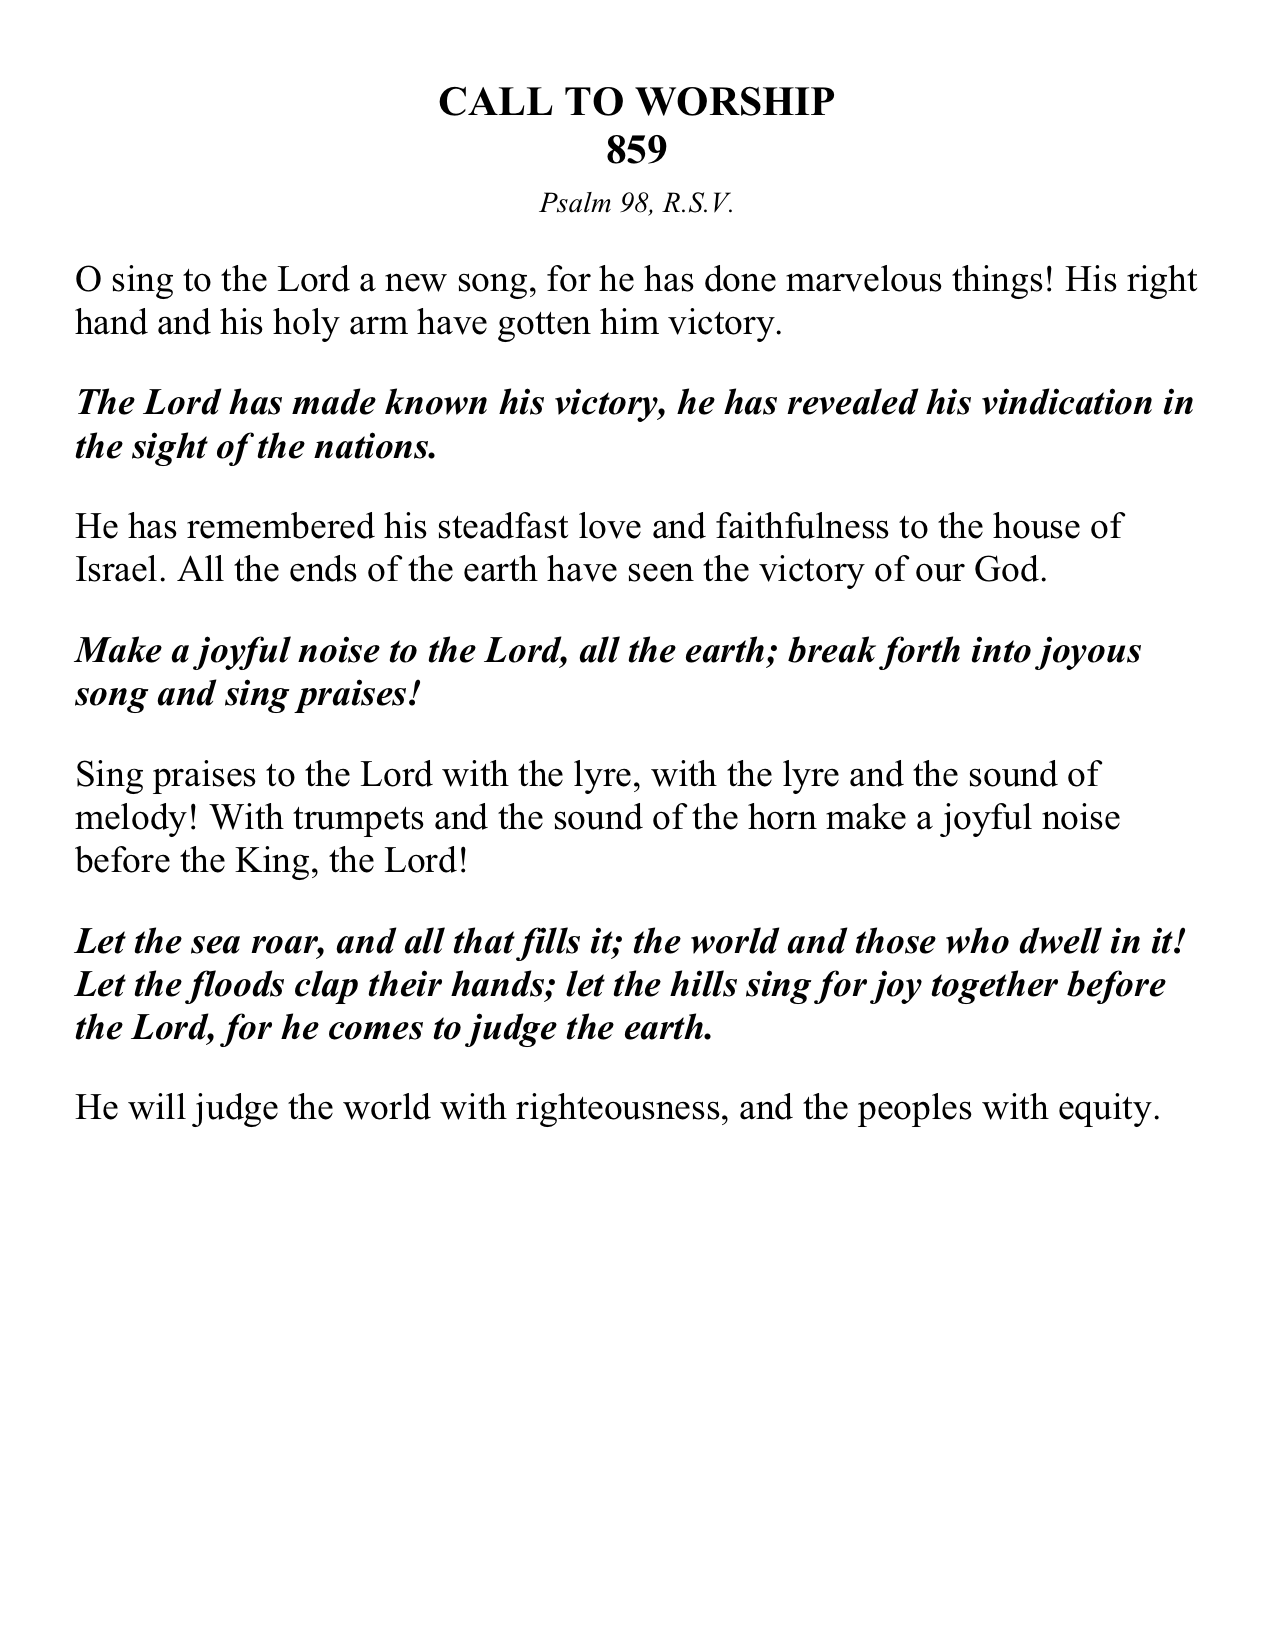 CALL TO WORSHIP
859
Psalm 98, R.S.V.
O sing to the Lord a new song, for he has done marvelous things! His right
hand and his holy arm have gotten him victory.
The Lord has made known his victory, he has revealed his vindication in
the sight of the nations.
He has remembered his steadfast love and faithfulness to the house of
Israel. All the ends of the earth have seen the victory of our God.
Make a joyful noise to the Lord, all the earth; break forth into joyous
song and sing praises!
Sing praises to the Lord with the lyre, with the lyre and the sound of
melody! With trumpets and the sound of the horn make a joyful noise
before the King, the Lord!
Let the sea roar, and all that fills it; the world and those who dwell in it!
Let the floods clap their hands; let the hills sing for joy together before
the Lord, for he comes to judge the earth.
He will judge the world with righteousness, and the peoples with equity.